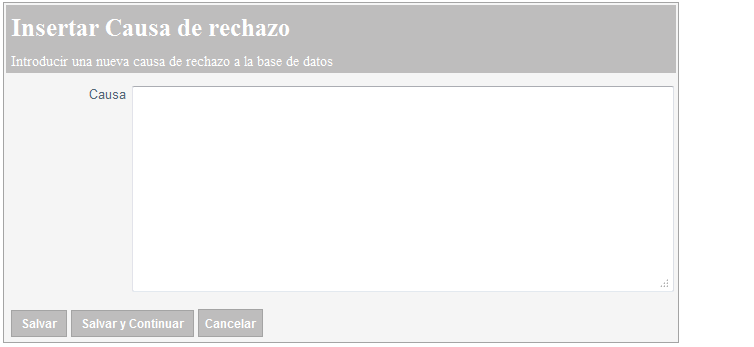 Insertar Causa de rechazo
Introducir una nueva causa de rechazo a la base de datos
Causa
Salvar Salvar y Continuar Cancelar